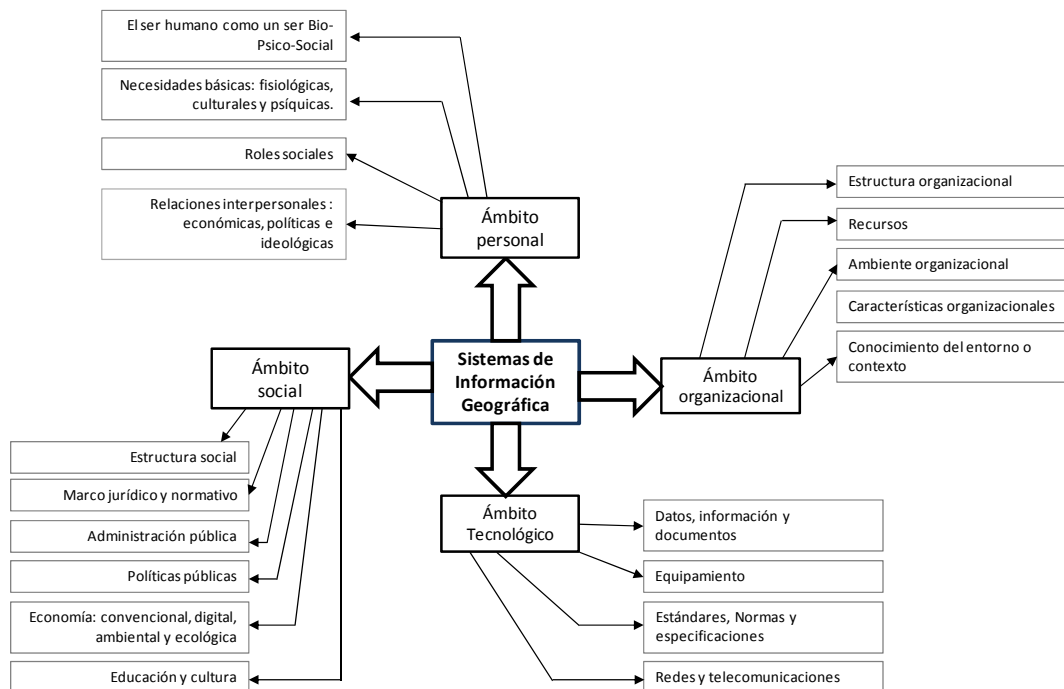 El ser humano como un ser Bio-
Psico-Social
Necesidades básicas: fisiológicas,
culturales y psíquicas.
Roles sociales
Relaciones interpersonales :
económicas, políticas e
ideológicas
Ámbito
personal
Estructura organizacional
Recursos
Ambiente organizacional
Características organizacionales
Conocimiento del entorno o
contexto
Ámbito
organizacional
Sistemas de
Información
Geográfica
Ámbito
social
Estructura social
Marco jurídico y normativo
Administración pública
Políticas públicas
Economía: convencional, digital,
ambiental y ecológica
Educación y cultura
Ámbito
Tecnológico
Datos, información y
documentos
Equipamiento
Estándares, Normas y
especificaciones
Redes y telecomunicaciones